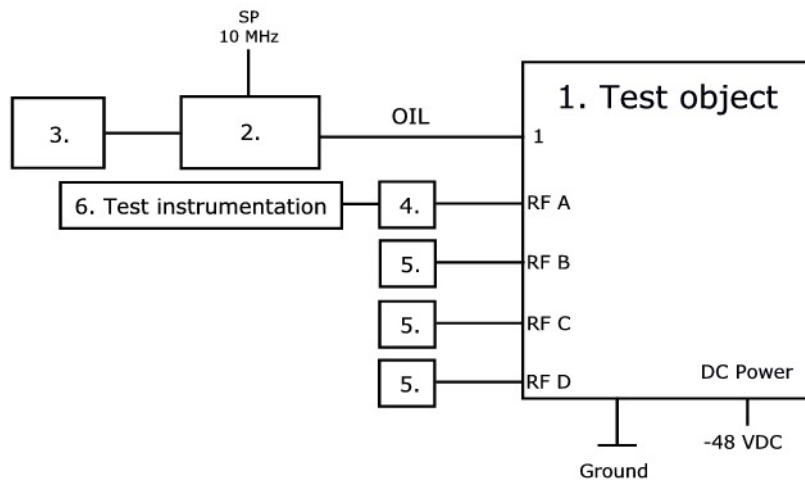 SP
10 MHz
1. Test object
3.
2.
OIL
1
6. Test instrumentation
4.
RF A
5.
RF B
5.
RF C
5.
RF D
DC Power
-48 VDC
Ground